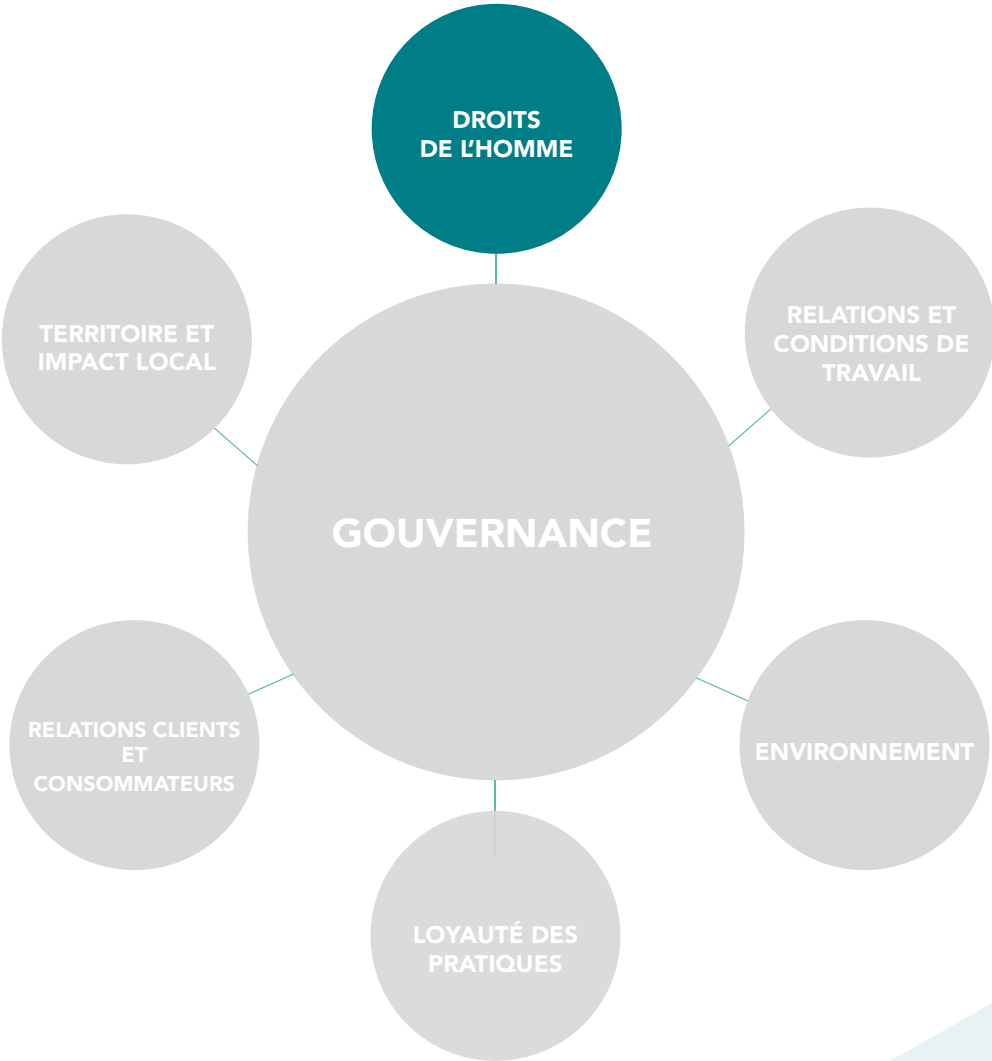 DROITS
DE L'HOMME
TERRITOIRE ET
IMPACT LOCAL
RELATIONS ET
CONDITIONS DE
TRAVAIL
GOUVERNANCE
RELATIONS CLIENTS
ET
CONSOMMATEURS
ENVIRONNEMENT
LOYAUTÉ DES
PRATIQUES